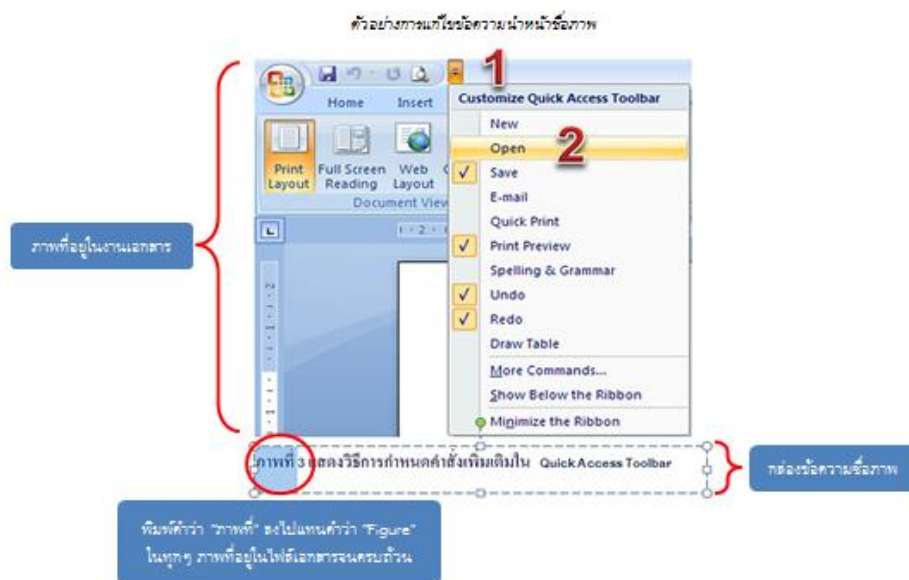 ตัวอย่างการแก้ไขข้อความนำหน้าชื่อภาพ
1
Home Insert
Customize Quick Access Toolbar
New
Open
2
Save
E-mail
Quick Print
Print Preview
Spelling & Grammar
Undo
Redo
Draw Table
More Commands...
Show Below the Ribbon
Minimize the Ribbon
Print Layout
Full Screen Reading
Web Layout
Document View
ภาพที่อยู่ในงานเอกสาร
ภาพที่ 3 แสดงวิธีการกำหนดคำสั่งเพิ่มเติมใน Quick Access Toolbar
กล่องข้อความชื่อภาพ
พิมพ์คำว่า "ภาพที่" ลงไปแทนคำว่า "Figure"
ในทุกๆ ภาพที่อยู่ในไฟล์เอกสารจนครบถ้วน